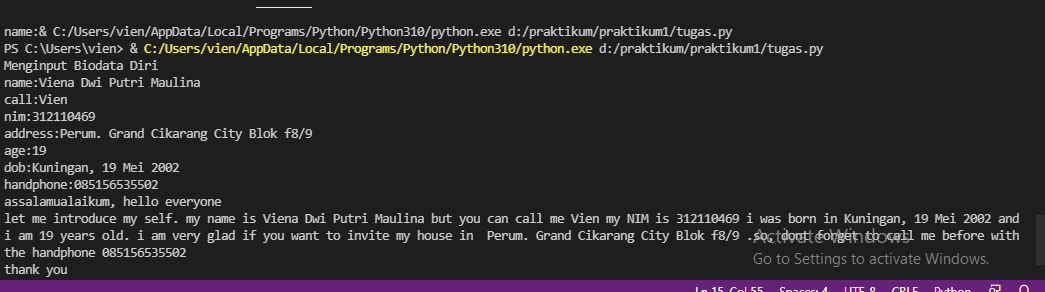 name:& C:/Users/vien/AppData/Local/Programs/Python/Python310/python.exe d:/praktikum/praktikum1/tugas.py
PS C:\Users\vien> & C:/Users/vien/AppData/Local/Programs/Python/Python310/python.exe d:/praktikum/praktikum1/tugas.py
Menginput Biodata Diri
name:Viena Dwi Putri Maulina
call:Vien
nim:312110469
address:Perum. Grand Cikarang City Blok f8/9
age:19
dob:Kuningan, 19 Mei 2002
handphone:085156535502
assalamualaikum, hello everyone
let me introduce my self. my name is Viena Dwi Putri Maulina but you can call me Vien my NIM is 312110469 i was born in Kuningan, 19 Mei 2002 and
i am 19 years old. i am very glad if you want to invite my house in  Perum. Grand Cikarang City Blok f8/9 .so, dont forget to call me before with
the handphone 085156535502
thank you
Activate Windows
Go to Settings to activate Windows.
Ln 15, Col 55 Spaces: 4 UTF-8 CRLF Python